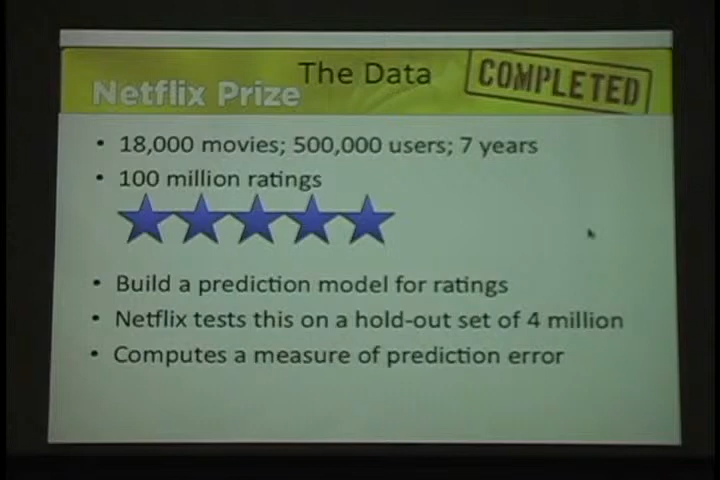 The Data
Netflix Prize
COMPLETED
• 18,000 movies; 500,000 users; 7 years
• 100 million ratings
• Build a prediction model for ratings
• Netflix tests this on a hold-out set of 4 million
• Computes a measure of prediction error